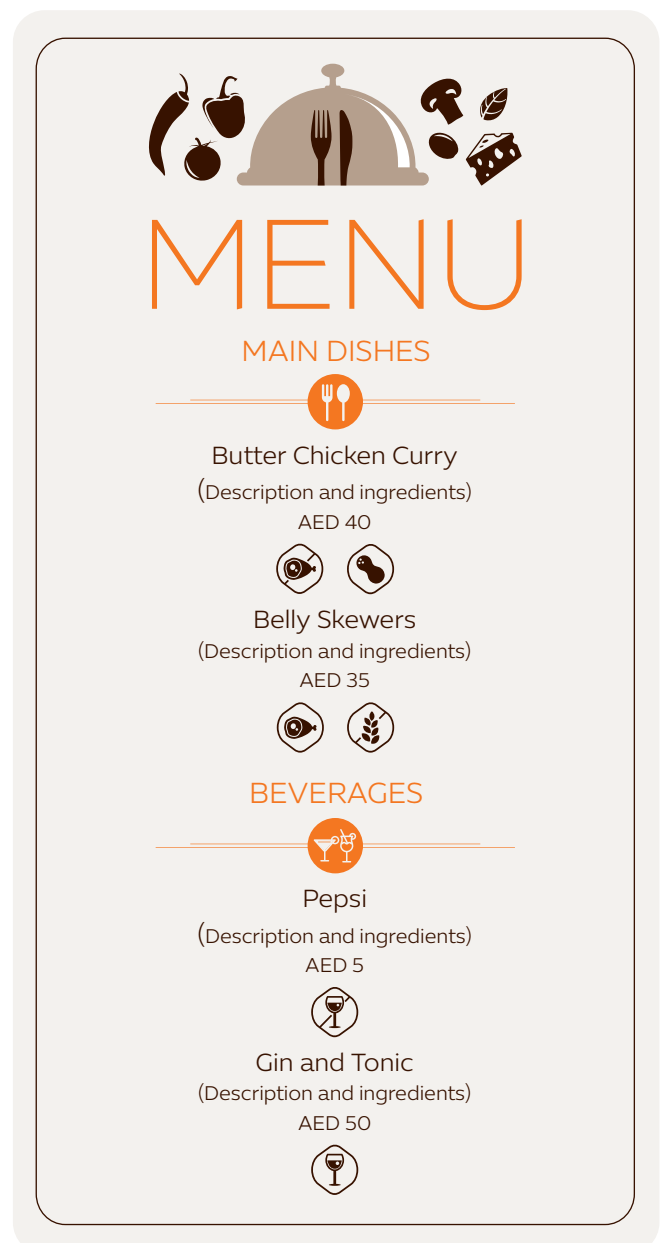 MENU
MAIN DISHES
Butter Chicken Curry
(Description and ingredients)
AED 40
Belly Skewers
(Description and ingredients)
AED 35
BEVERAGES
Pepsi
(Description and ingredients)
AED 5
Gin and Tonic
(Description and ingredients)
AED 50